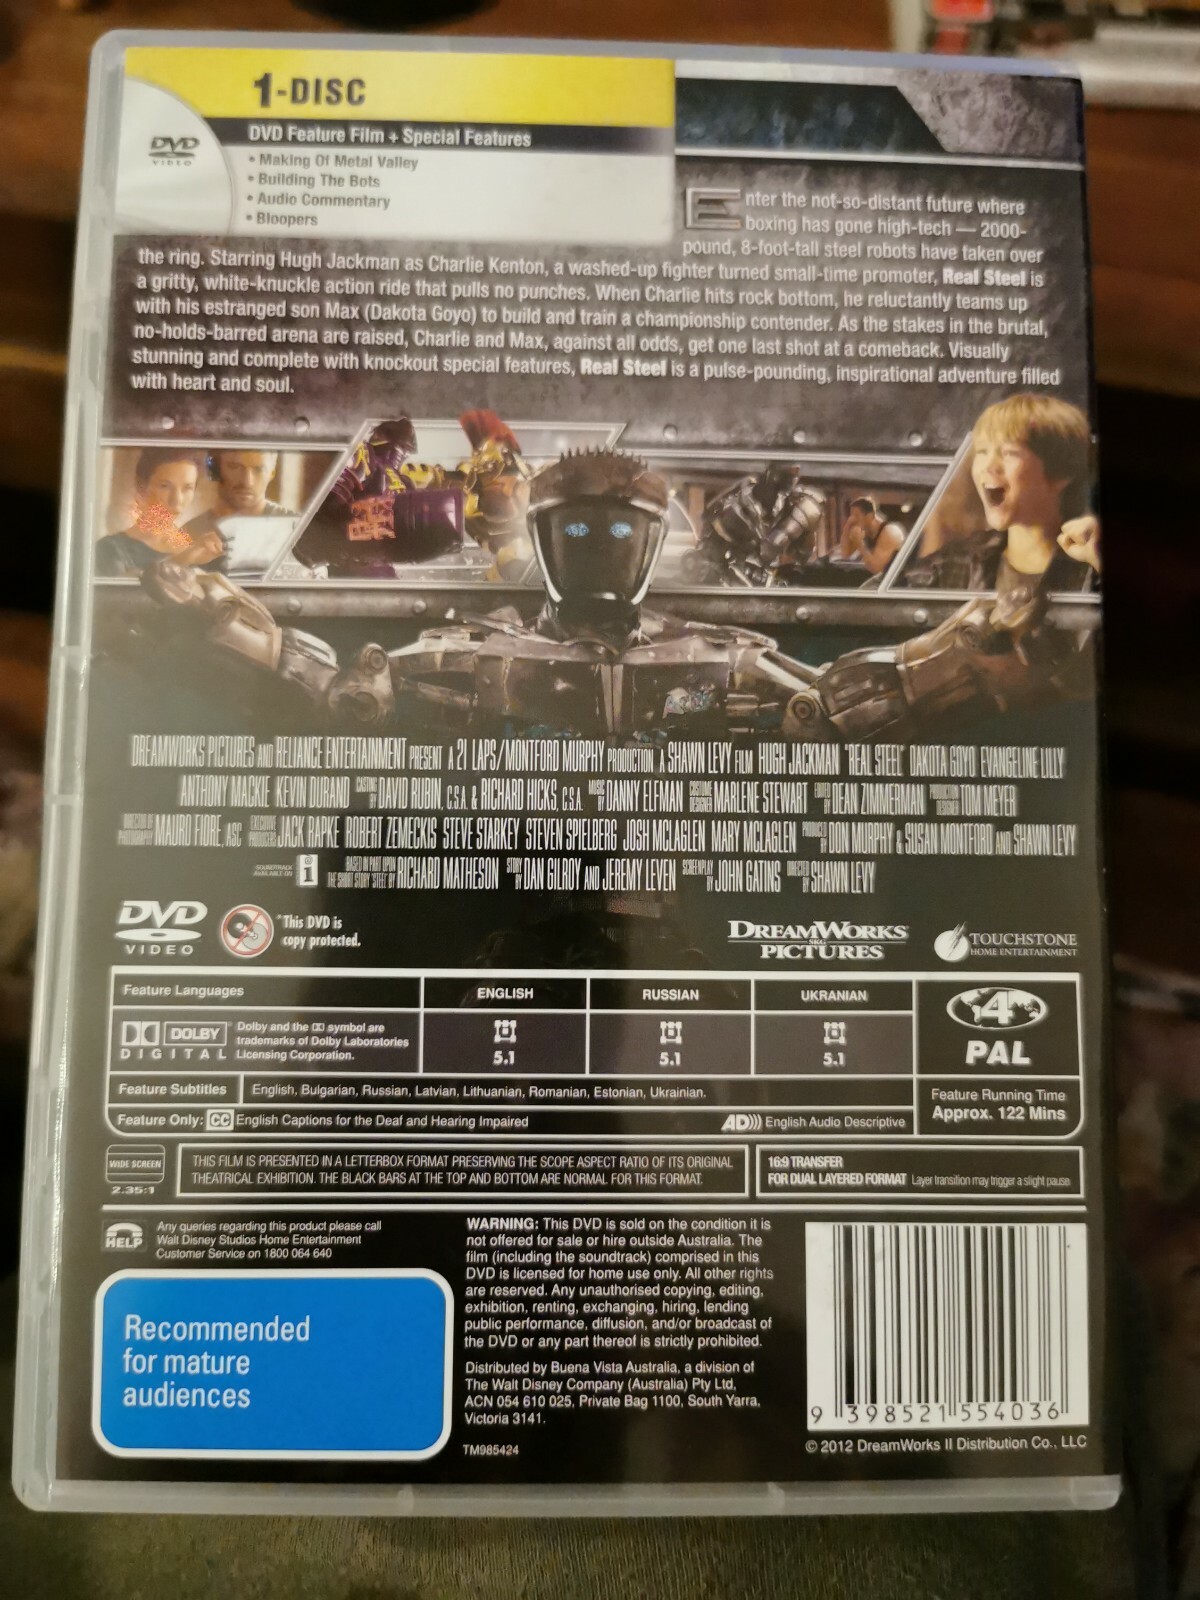 1-DISC
DVD Feature Film + Special Features
DVD
VIDEO
• Making Of Metal Valley
• Building The Bots
• Audio Commentary
• Bloopers
Enter the not-so-distant future where
boxing has gone high-tech — 2000-
pound, 8-foot-tall steel robots have taken over
the ring. Starring Hugh Jackman as Charlie Kenton, a washed-up fighter turned small-time promoter, Real Steel is
a gritty, white-knuckle action ride that pulls no punches. When Charlie hits rock bottom, he reluctantly teams up
with his estranged son Max (Dakota Goyo) to build and train a championship contender. As the stakes in the brutal,
no-holds-barred arena are raised, Charlie and Max, against all odds, get one last shot at a comeback. Visually
stunning and complete with knockout special features, Real Steel is a pulse-pounding, inspirational adventure filled
with heart and soul.
DREAMWORKS PICTURES AND RELIANCE ENTERTAINMENT PRESENT A 21 LAPS/MONTFORD MURPHY PRODUCTION A SHAWN LEVY FILM HUGH JACKMAN "REAL STEEL" DAKOTA GOYO EVANGELINE LILLY
ANTHONY MACKIE KEVIN DURAND CASTING BY DAVID RUBIN, C.S.A. & RICHARD HICKS, C.S.A. MUSIC BY DANNY ELFMAN COSTUME DESIGNER MARLENE STEWART EDITED BY DEAN ZIMMERMAN PRODUCTION DESIGNER TOM MEYER
DIRECTOR OF PHOTOGRAPHY MAURO FIORE, ASC EXECUTIVE PRODUCERS JACK RAPKE ROBERT ZEMECKIS STEVE STARKEY STEVEN SPIELBERG JOSH MCLAGLEN MARY MCLAGLEN PRODUCED BY DON MURPHY & SUSAN MONTFORD AND SHAWN LEVY
SOUNDTRACK AVAILABLE ON i BASED IN PART UPON THE SHORT STORY "STEEL" BY RICHARD MATHESON STORY BY DAN GILROY AND JEREMY LEVEN SCREENPLAY BY JOHN GATINS DIRECTED BY SHAWN LEVY
DVD
VIDEO
"This DVD is
copy protected.
DREAMWORKS
SKG
PICTURES
TOUCHSTONE
HOME ENTERTAINMENT
Feature Languages
ENGLISH
RUSSIAN
UKRANIAN
DOLBY
DIGITAL
Dolby and the symbol are
trademarks of Dolby Laboratories
Licensing Corporation.
5.1
5.1
5.1
4
PAL
Feature Subtitles
English, Bulgarian, Russian, Latvian, Lithuanian, Romanian, Estonian, Ukrainian.
Feature Only: CC English Captions for the Deaf and Hearing Impaired
AD))) English Audio Descriptive
Feature Running Time
Approx. 122 Mins
WIDE SCREEN
2.35:1
THIS FILM IS PRESENTED IN A LETTERBOX FORMAT PRESERVING THE SCOPE ASPECT RATIO OF ITS ORIGINAL
THEATRICAL EXHIBITION. THE BLACK BARS AT THE TOP AND BOTTOM ARE NORMAL FOR THIS FORMAT.
16:9 TRANSFER
FOR DUAL LAYERED FORMAT Layer transition may trigger a slight pause
HELP
Any queries regarding this product please call
Walt Disney Studios Home Entertainment
Customer Service on 1800 064 640
Recommended
for mature
audiences
WARNING: This DVD is sold on the condition it is
not offered for sale or hire outside Australia. The
film (including the soundtrack) comprised in this
DVD is licensed for home use only. All other rights
are reserved. Any unauthorised copying, editing,
exhibition, renting, exchanging, hiring, lending
public performance, diffusion, and/or broadcast of
the DVD or any part thereof is strictly prohibited.
Distributed by Buena Vista Australia, a division of
The Walt Disney Company (Australia) Pty Ltd,
ACN 054 610 025, Private Bag 1100, South Yarra,
Victoria 3141.
TM985424
9 398521 554036
© 2012 DreamWorks II Distribution Co., LLC